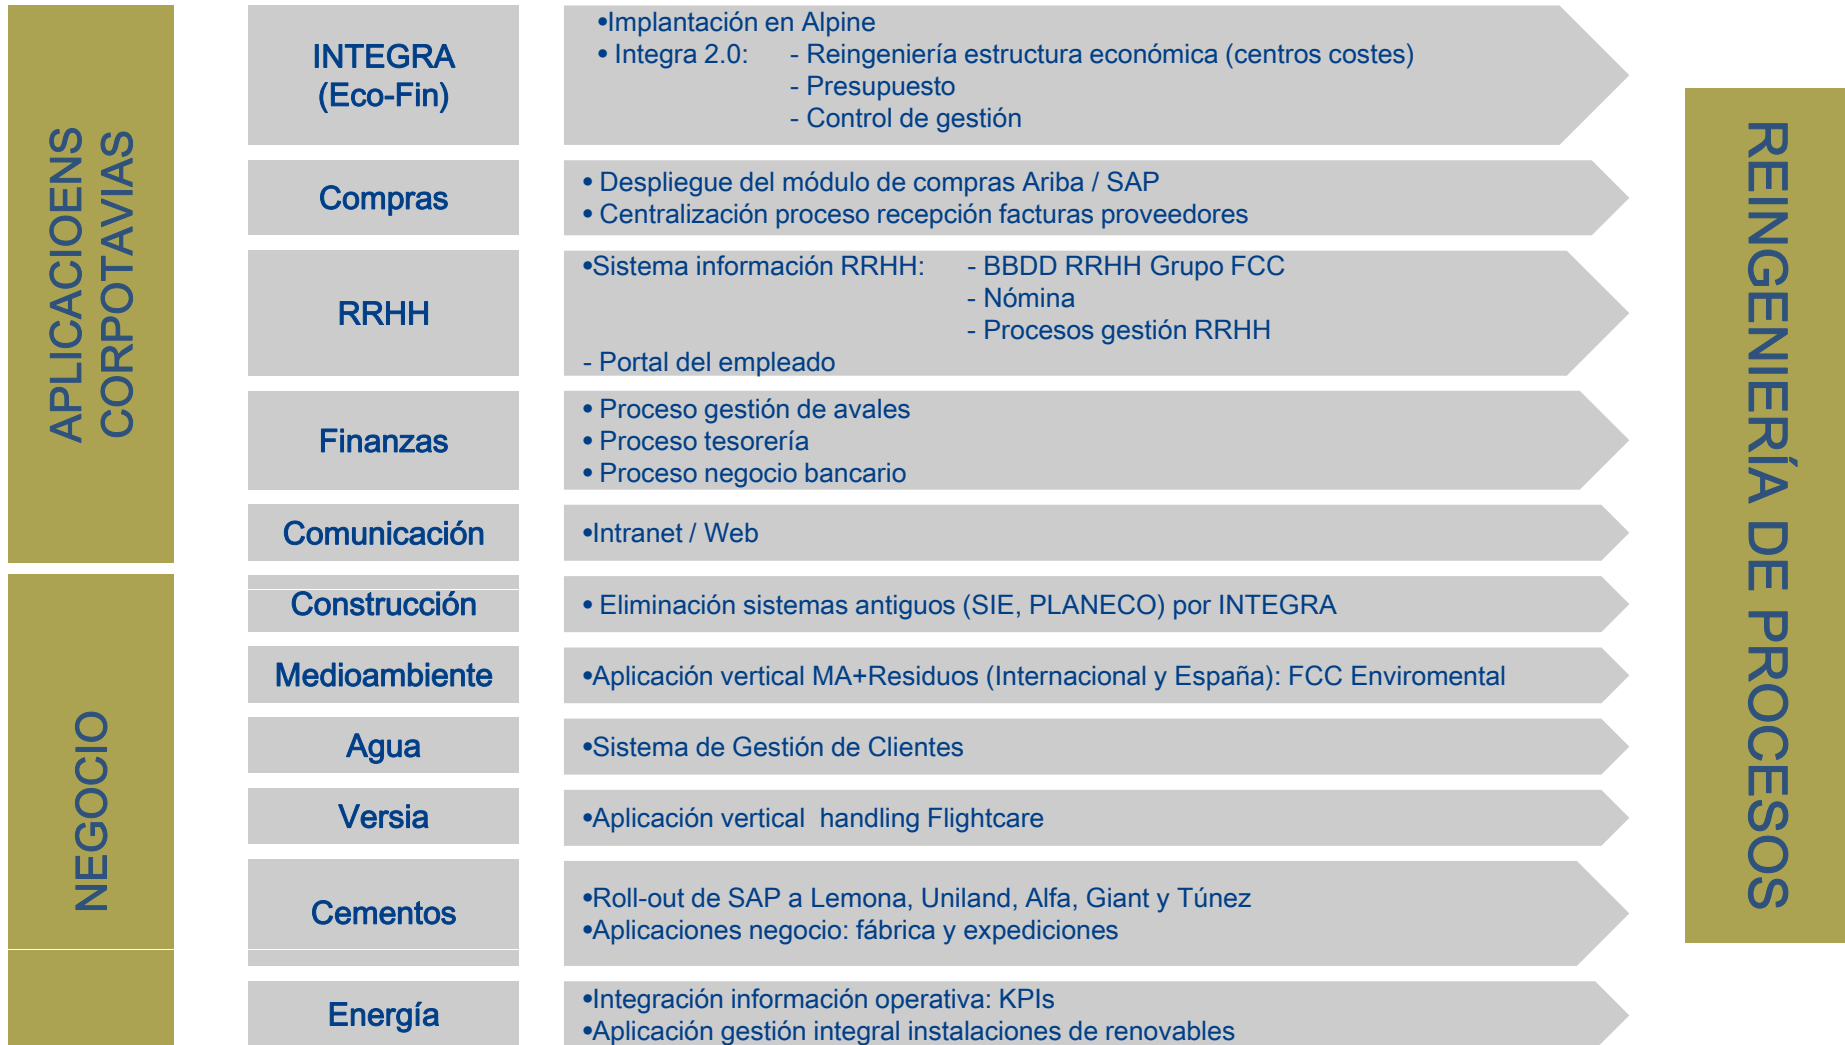 APLICACIOENS
CORPOTAVIAS
INTEGRA
(Eco-Fin)
•Implantación en Alpine
• Integra 2.0: - Reingeniería estructura económica (centros costes)
- Presupuesto
- Control de gestión
Compras
• Despliegue del módulo de compras Ariba / SAP
• Centralización proceso recepción facturas proveedores
RRHH
•Sistema información RRHH: - BBDD RRHH Grupo FCC
- Nómina
- Procesos gestión RRHH
- Portal del empleado
Finanzas
• Proceso gestión de avales
• Proceso tesorería
• Proceso negocio bancario
Comunicación
•Intranet / Web
NEGOCIO
Construcción
• Eliminación sistemas antiguos (SIE, PLANECO) por INTEGRA
Medioambiente
•Aplicación vertical MA+Residuos (Internacional y España): FCC Enviromental
Agua
•Sistema de Gestión de Clientes
Versia
•Aplicación vertical handling Flightcare
Cementos
•Roll-out de SAP a Lemona, Uniland, Alfa, Giant y Túnez
•Aplicaciones negocio: fábrica y expediciones
Energía
•Integración información operativa: KPIs
•Aplicación gestión integral instalaciones de renovables
REINGENIERÍA DE PROCESOS